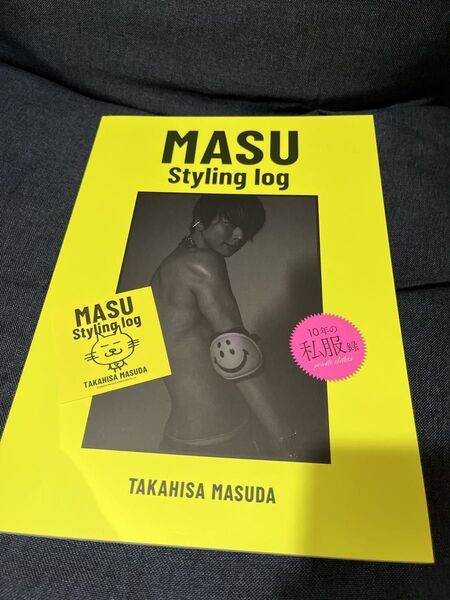 MASU
Styling log
MASU
Styling log
TAKAHISA MASUDA
10年の
私服録
private clothes
TAKAHISA MASUDA